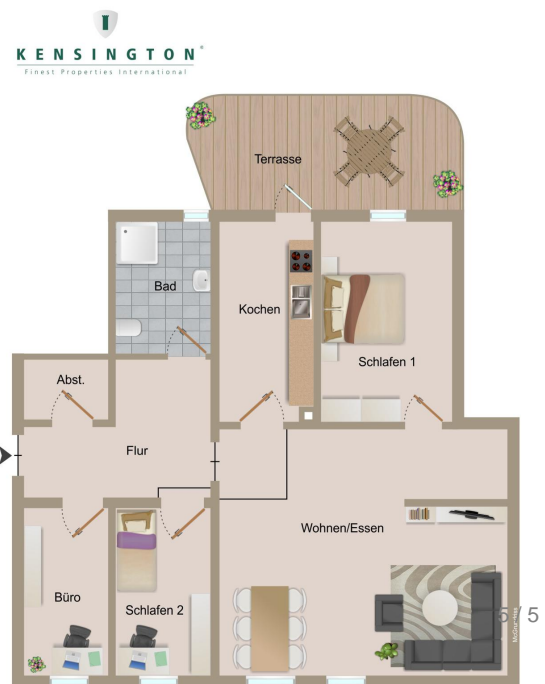 KENSINGTON®
Finest Properties International
Terrasse
Bad
Kochen
Schlafen 1
Abst.
Flur
Wohnen/Essen
Büro
Schlafen 2
5 / 5